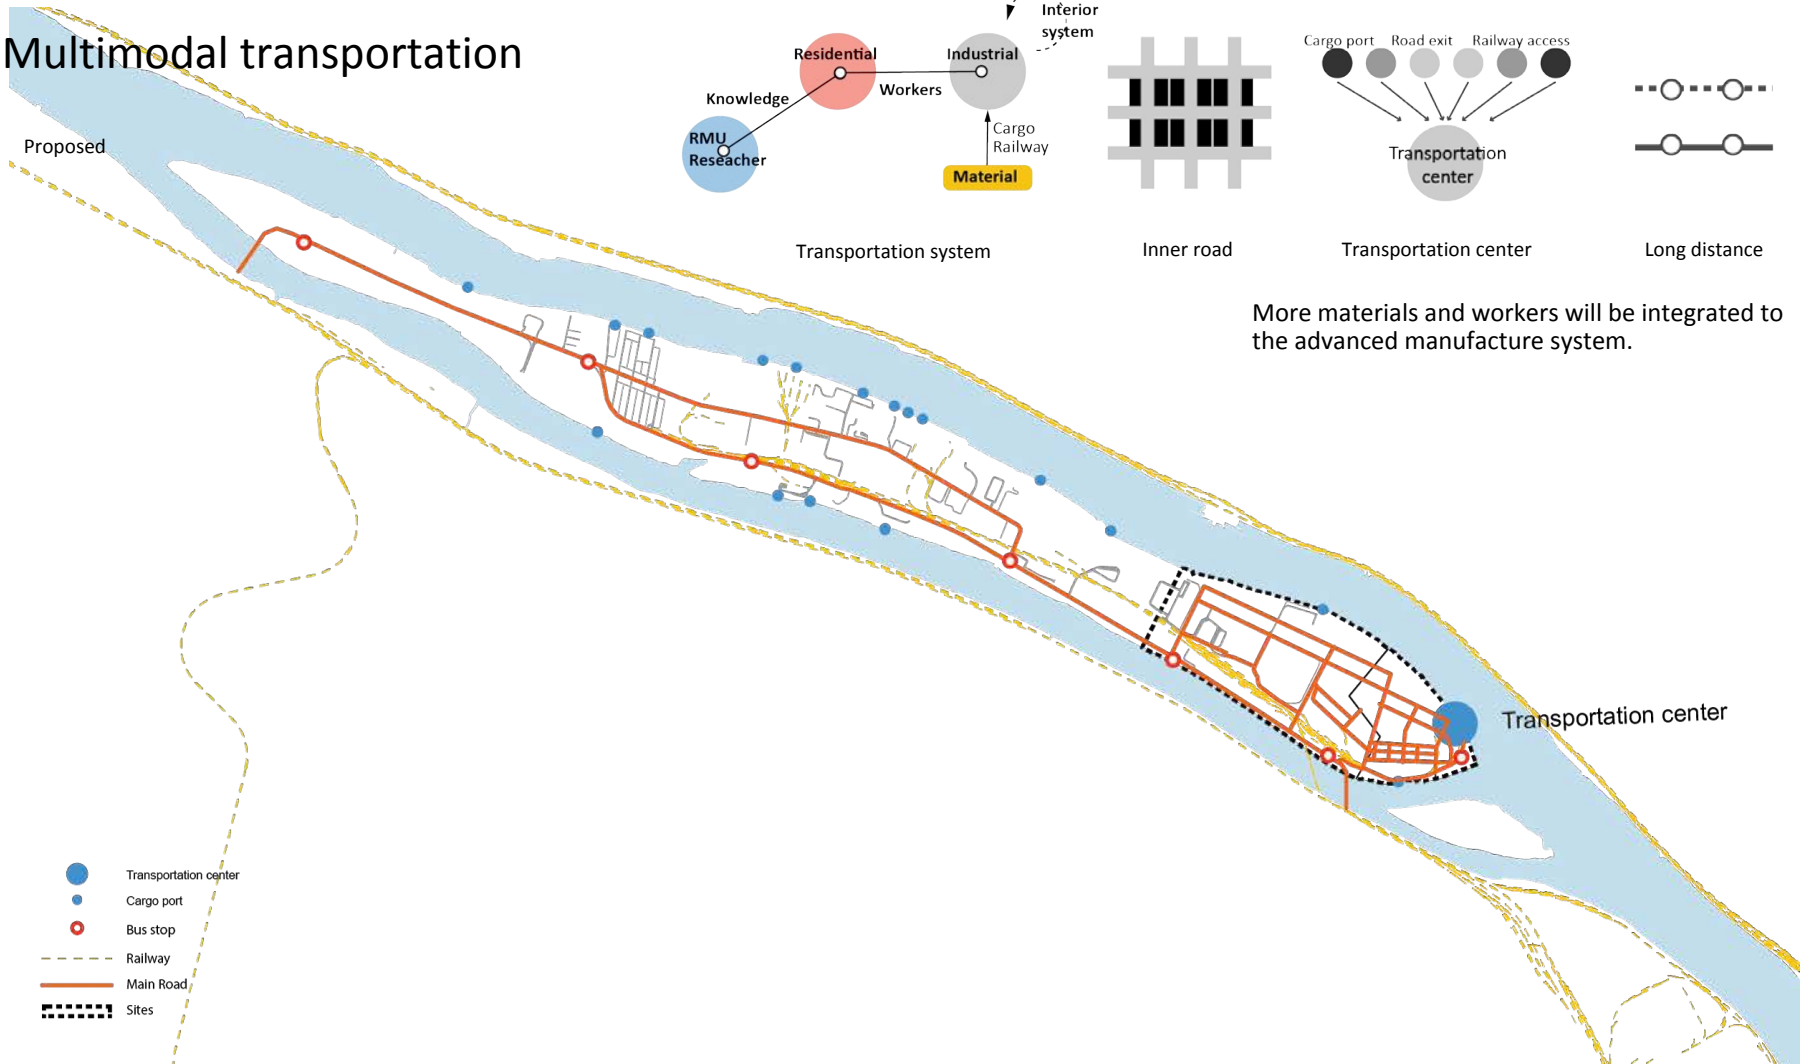 Multimodal transportation
Proposed
Interior
system
Residential
Industrial
Workers
Knowledge
RMU
Reseacher
Cargo
Railway
Material
Cargo port
Road exit
Railway access
Transportation
center
Transportation system
Inner road
Transportation center
Long distance
More materials and workers will be integrated to
the advanced manufacture system.
Transportation center
Transportation center
Cargo port
Bus stop
Railway
Main Road
Sites